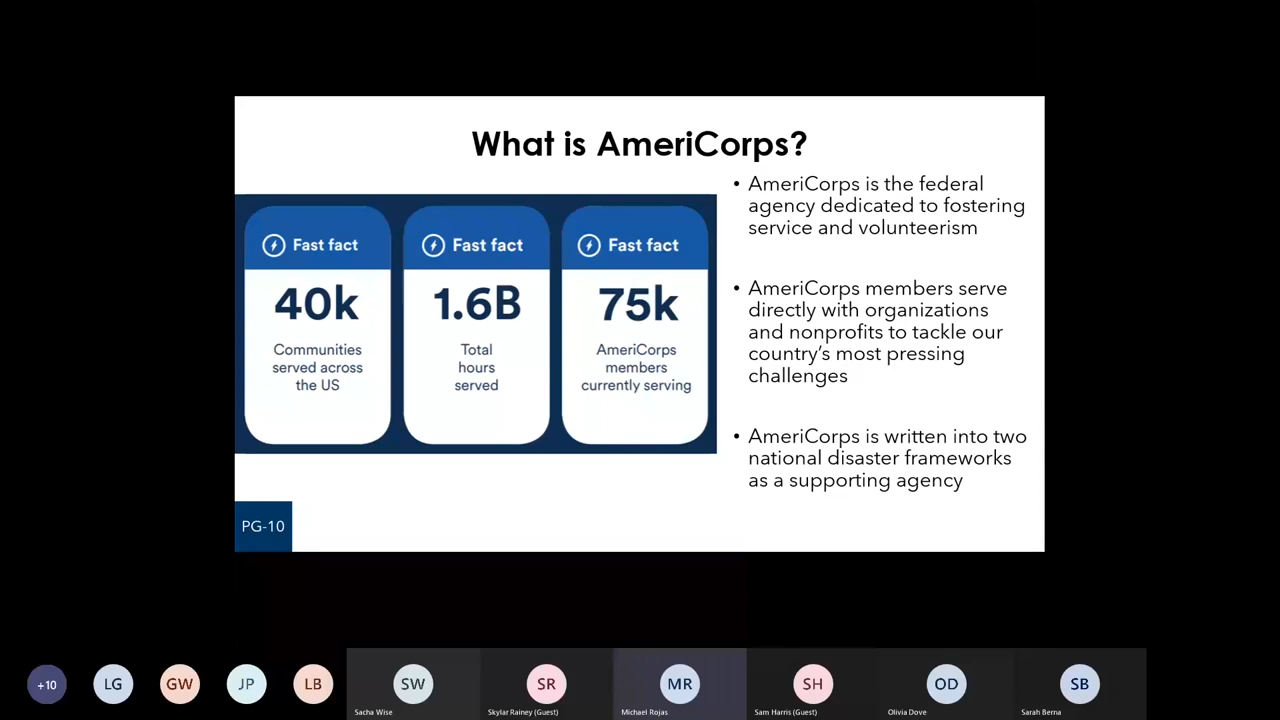 What is AmeriCorps?
Fast fact
40k
Communities
served across
the US
Fast fact
1.6B
Total
hours
served
Fast fact
75k
AmeriCorps
members
currently serving
• AmeriCorps is the federal
agency dedicated to fostering
service and volunteerism
• AmeriCorps members serve
directly with organizations
and nonprofits to tackle our
country’s most pressing
challenges
• AmeriCorps is written into two
national disaster frameworks
as a supporting agency
PG-10
+10
LG
GW
JP
LB
SW
Sacha Wise
SR
Skylar Rainey (Guest)
MR
Michael Rojas
SH
Sam Harris (Guest)
OD
Olivia Dove
SB
Sarah Berna